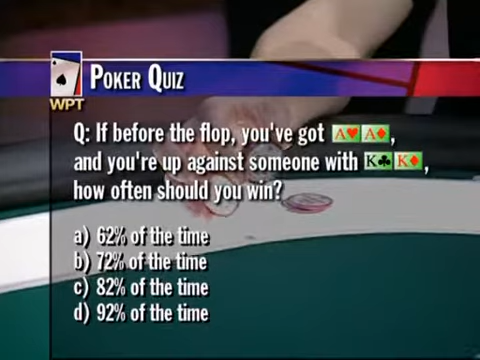 POKER QUIZ
WPT
Q: If before the flop, you've got A♥ A♦,
and you're up against someone with K♣ K♦,
how often should you win?
a) 62% of the time
b) 72% of the time
c) 82% of the time
d) 92% of the time